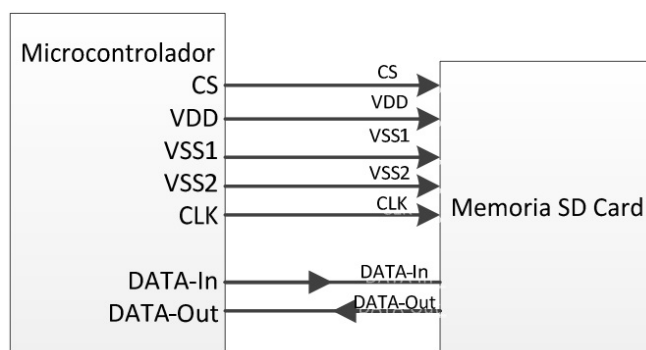 Microcontrolador
CS
VDD
VSS1
VSS2
CLK
DATA-In
DATA-Out
CS
VDD
VSS1
VSS2
CLK
DATA-In
DATA-Out
Memoria SD Card